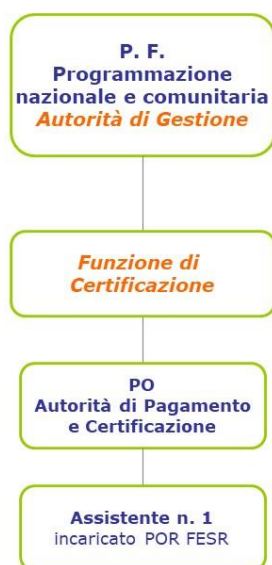 P. F.
Programmazione
nazionale e comunitaria
Autorità di Gestione
Funzione di
Certificazione
PO
Autorità di Pagamento
e Certificazione
Assistente n. 1
incaricato POR FESR